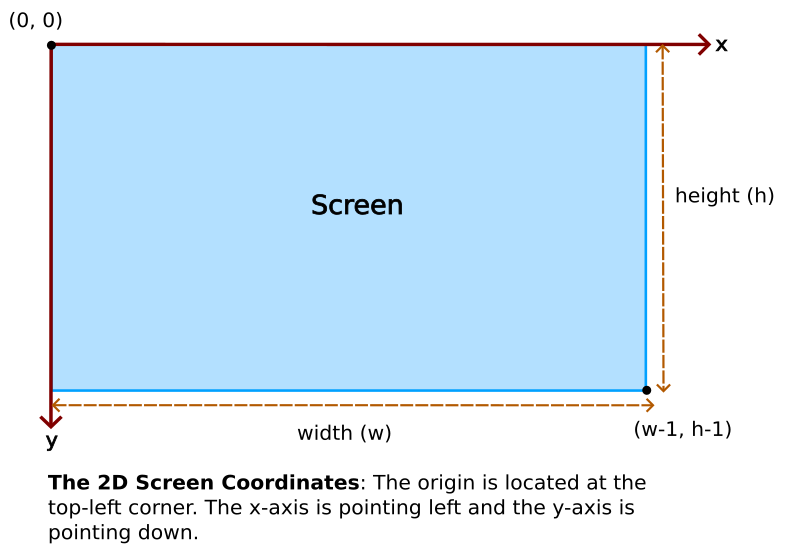 (0, 0)
x
Screen
height (h)
width (w)
(w-1, h-1)
y
The 2D Screen Coordinates: The origin is located at the
top-left corner. The x-axis is pointing left and the y-axis is
pointing down.